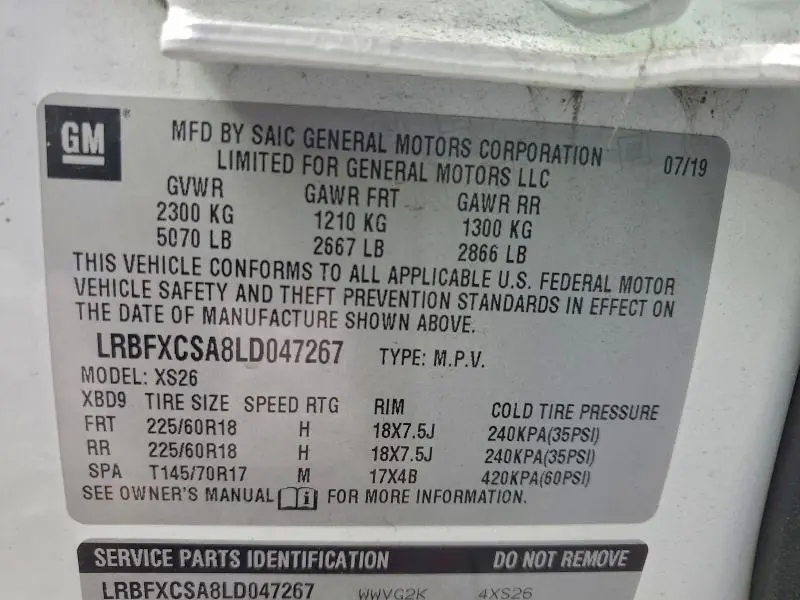 GM
MFD BY SAIC GENERAL MOTORS CORPORATION
LIMITED FOR GENERAL MOTORS LLC
07/19
GVWR GAWR FRT GAWR RR
2300 KG 1210 KG 1300 KG
5070 LB 2667 LB 2866 LB
THIS VEHICLE CONFORMS TO ALL APPLICABLE U.S. FEDERAL MOTOR
VEHICLE SAFETY AND THEFT PREVENTION STANDARDS IN EFFECT ON
THE DATE OF MANUFACTURE SHOWN ABOVE.
LRBFXCSA8LD047267 TYPE: M.P.V.
MODEL: XS26
XBD9 TIRE SIZE SPEED RTG RIM COLD TIRE PRESSURE
FRT 225/60R18 H 18X7.5J 240KPA(35PSI)
RR 225/60R18 H 18X7.5J 240KPA(35PSI)
SPA T145/70R17 M 17X4B 420KPA(60PSI)
SEE OWNER'S MANUAL i FOR MORE INFORMATION.
SERVICE PARTS IDENTIFICATION DO NOT REMOVE
LRBFXCSA8LD047267 WWVG2K 4XS26